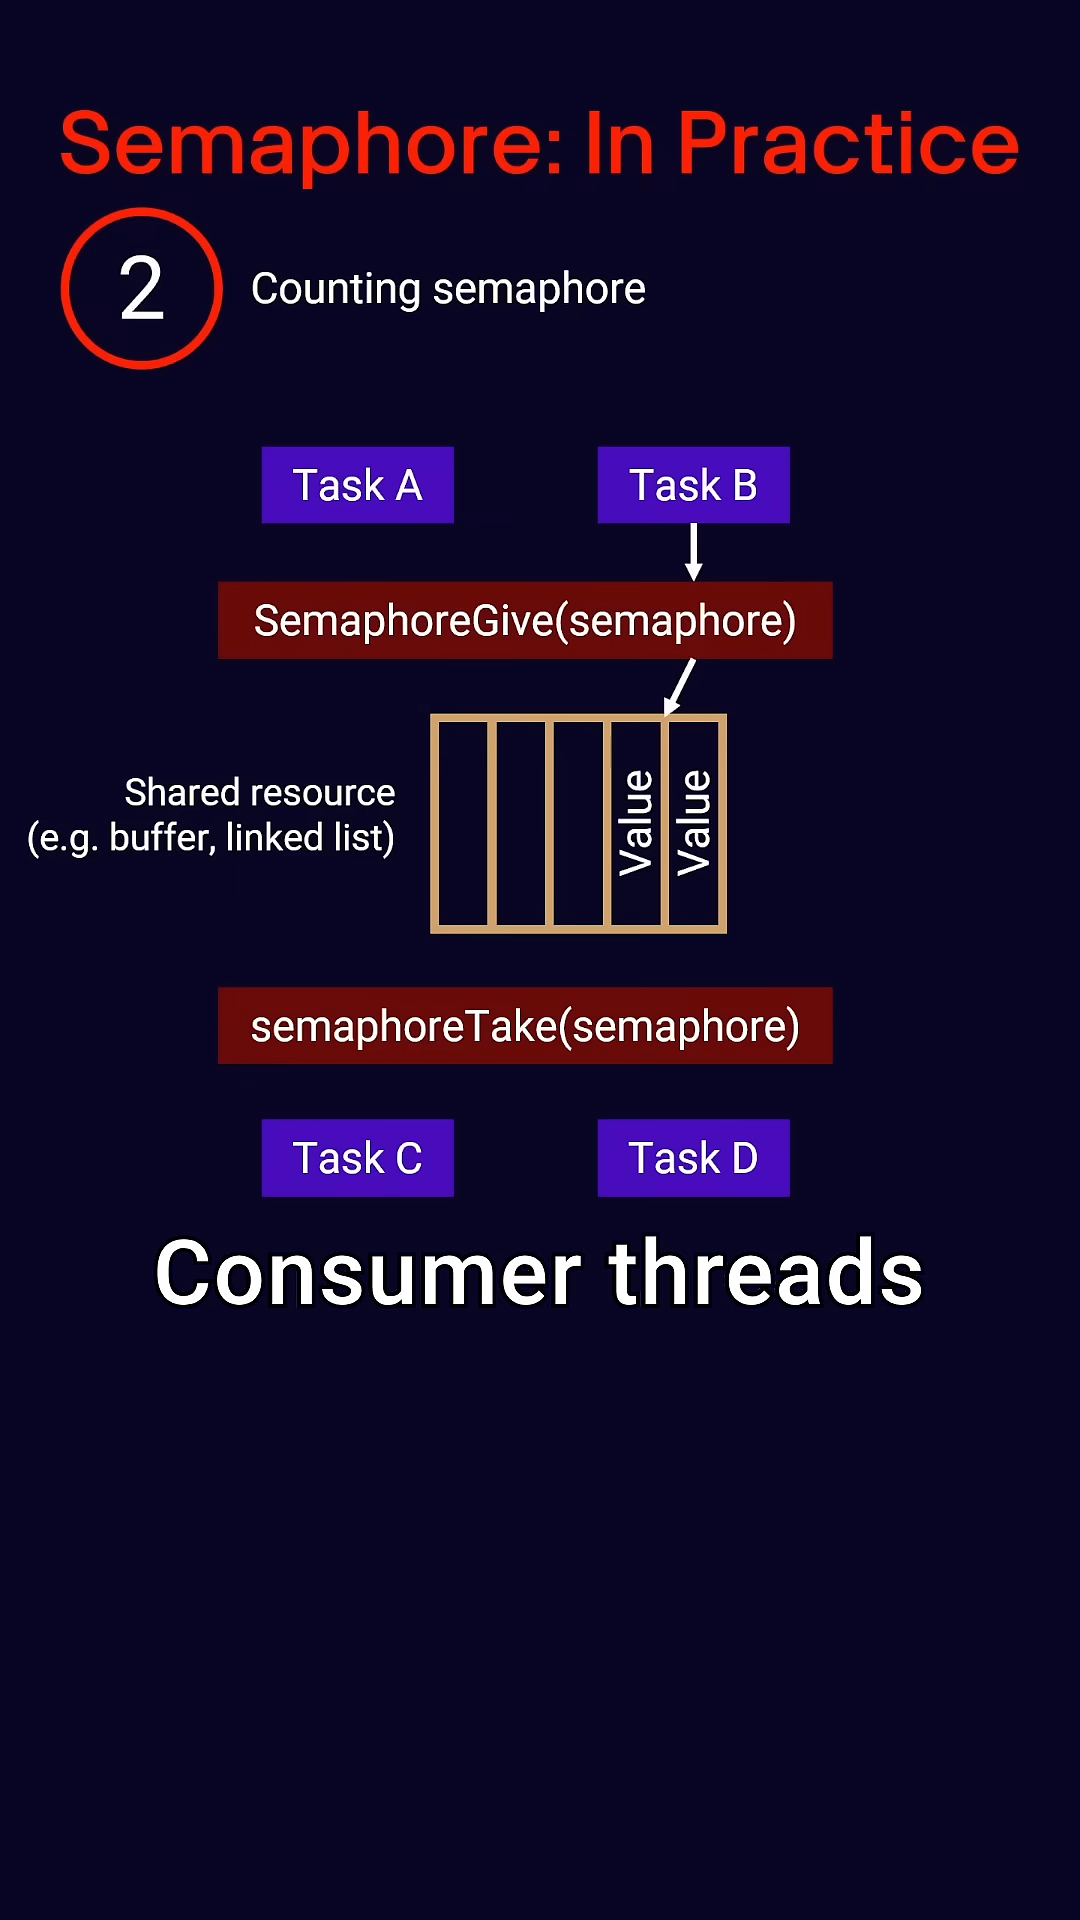 Semaphore: In Practice
2
Counting semaphore
Task A
Task B
SemaphoreGive(semaphore)
Shared resource
(e.g. buffer, linked list)
Value
Value
semaphoreTake(semaphore)
Task C
Task D
Consumer threads